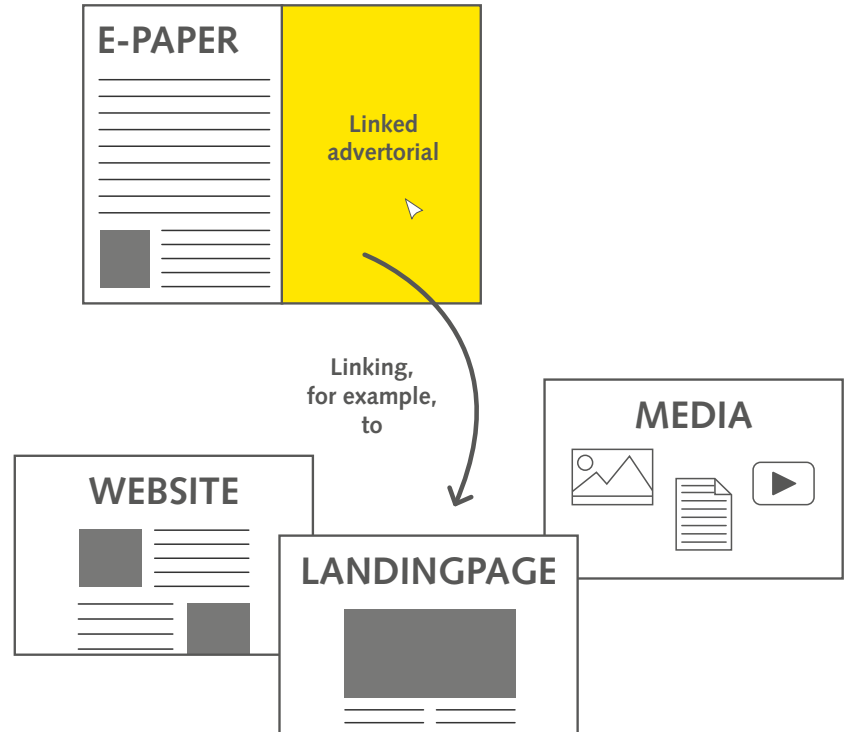 E-PAPER
Linked
advertorial
Linking,
for example,
to
MEDIA
WEBSITE
LANDINGPAGE